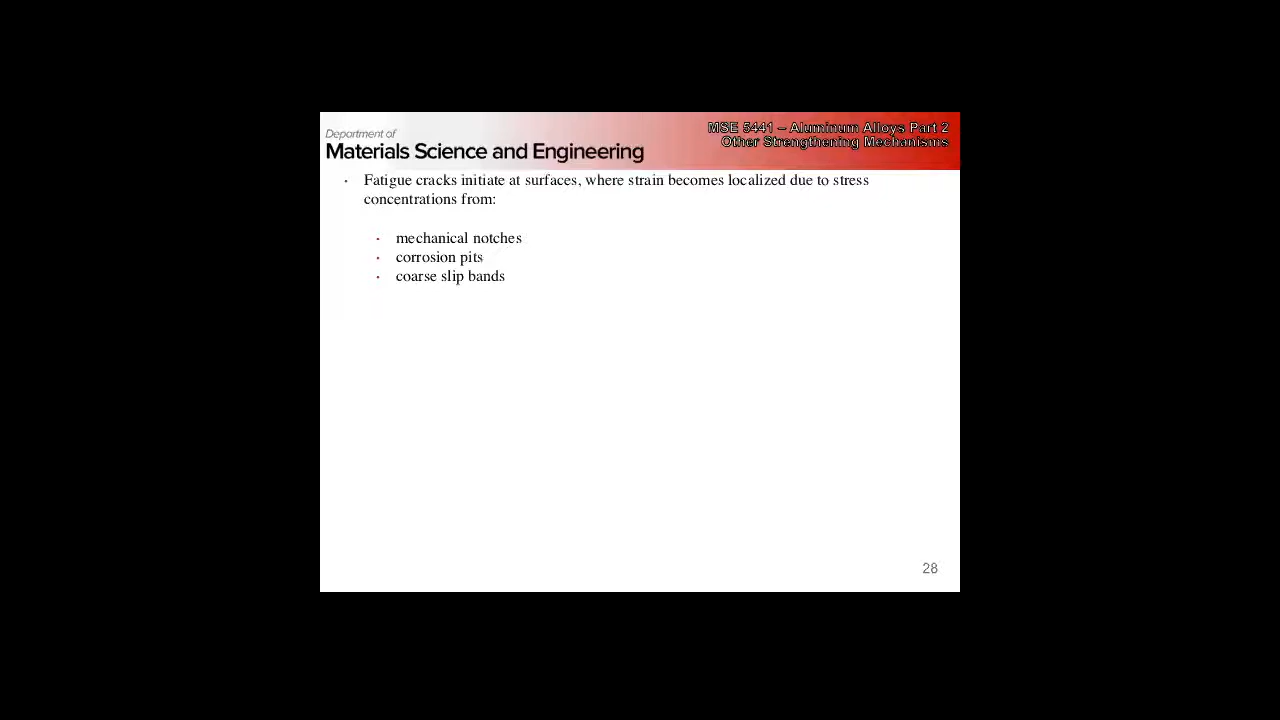 Department of
Materials Science and Engineering
MSE 5441 – Aluminum Alloys Part 2
Other Strengthening Mechanisms
· Fatigue cracks initiate at surfaces, where strain becomes localized due to stress
concentrations from:
· mechanical notches
· corrosion pits
· coarse slip bands
28